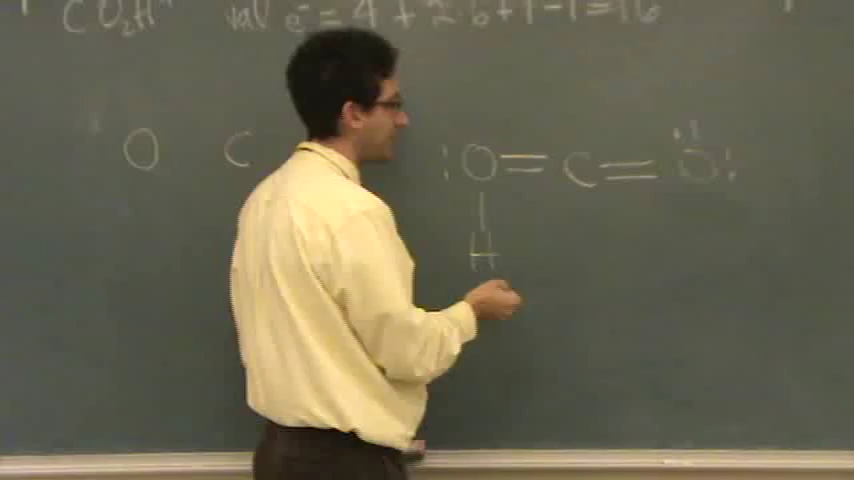 CO₂H⁺ val e⁻ = 4 + 2·6 + 1 - 1 = 16
O C :O=C=Ö:
|
H